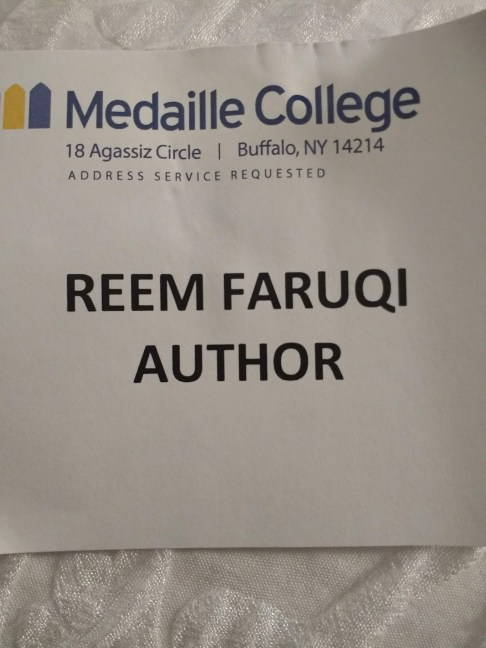 Medaille College
18 Agassiz Circle | Buffalo, NY 14214
ADDRESS SERVICE REQUESTED
REEM FARUQI
AUTHOR